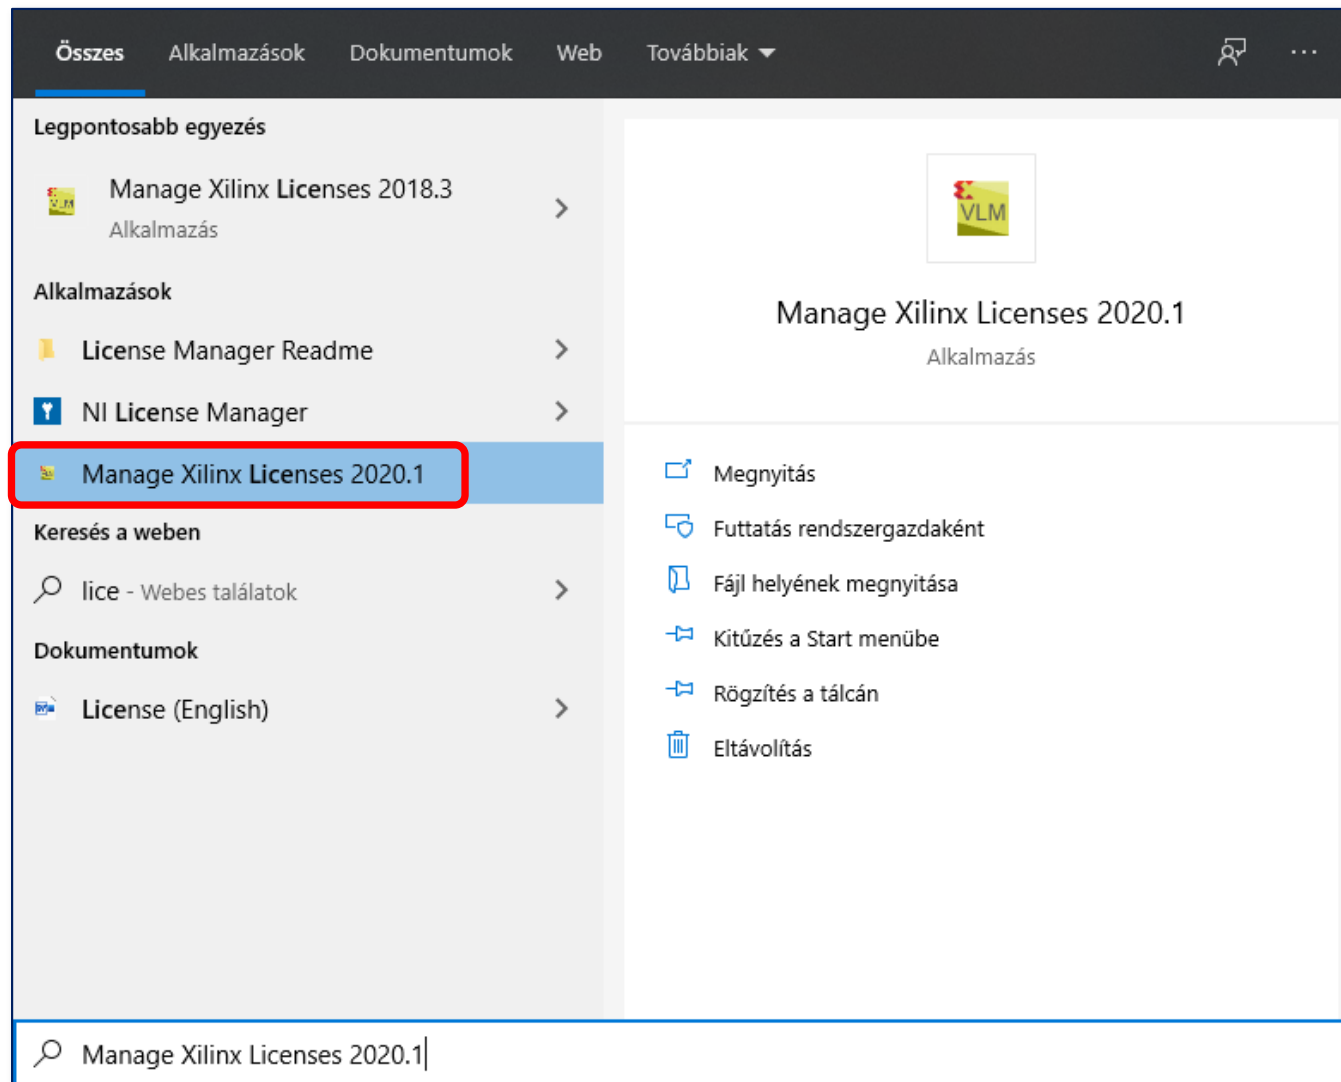 Összes Alkalmazások Dokumentumok Web Továbbiak
Legpontosabb egyezés
Manage Xilinx Licenses 2018.3
Alkalmazás
Alkalmazások
License Manager Readme
NI License Manager
Manage Xilinx Licenses 2020.1
Keresés a weben
lice - Webes találatok
Dokumentumok
License (English)
VLM
Manage Xilinx Licenses 2020.1
Alkalmazás
Megnyitás
Futtatás rendszergazdaként
Fájl helyének megnyitása
Kitűzés a Start menübe
Rögzítés a tálcán
Eltávolítás
Manage Xilinx Licenses 2020.1